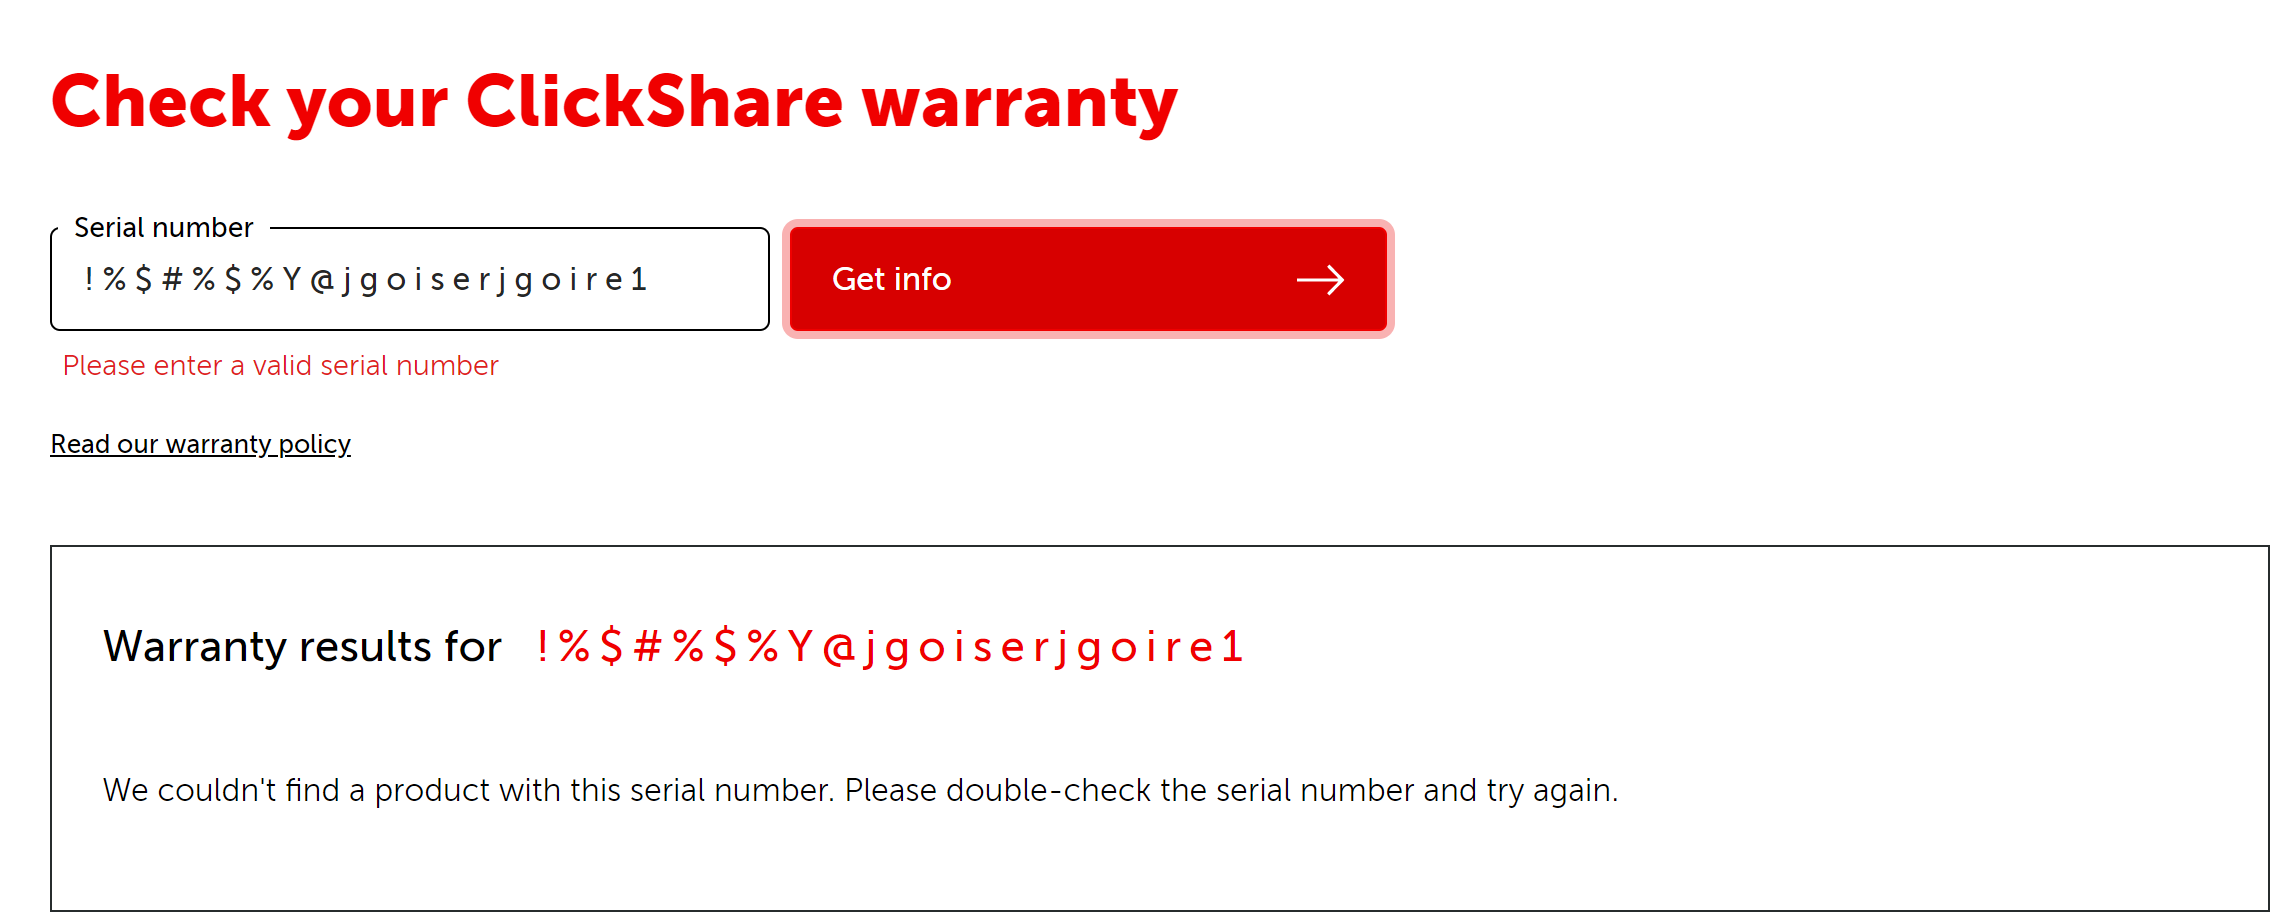 Check your ClickShare warranty
Serial number
!%$#%$%Y@jgoiserjgoire1
Get info
Please enter a valid serial number
Read our warranty policy
Warranty results for !%$#%$%Y@jgoiserjgoire1
We couldn't find a product with this serial number. Please double-check the serial number and try again.